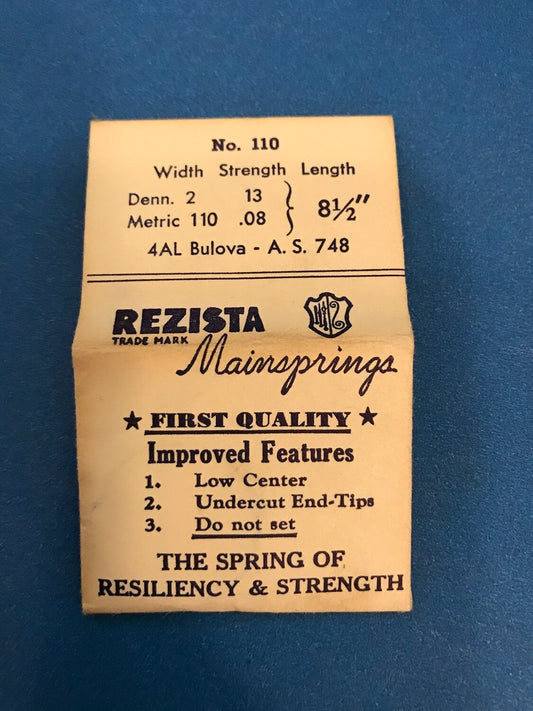 No. 110
Width Strength Length
Denn. 2 13
Metric 110 .08 } 8½"
4AL Bulova - A. S. 748
REZISTA
TRADE MARK
Mainsprings
★ FIRST QUALITY ★
Improved Features
1. Low Center
2. Undercut End-Tips
3. Do not set
THE SPRING OF
RESILIENCY & STRENGTH